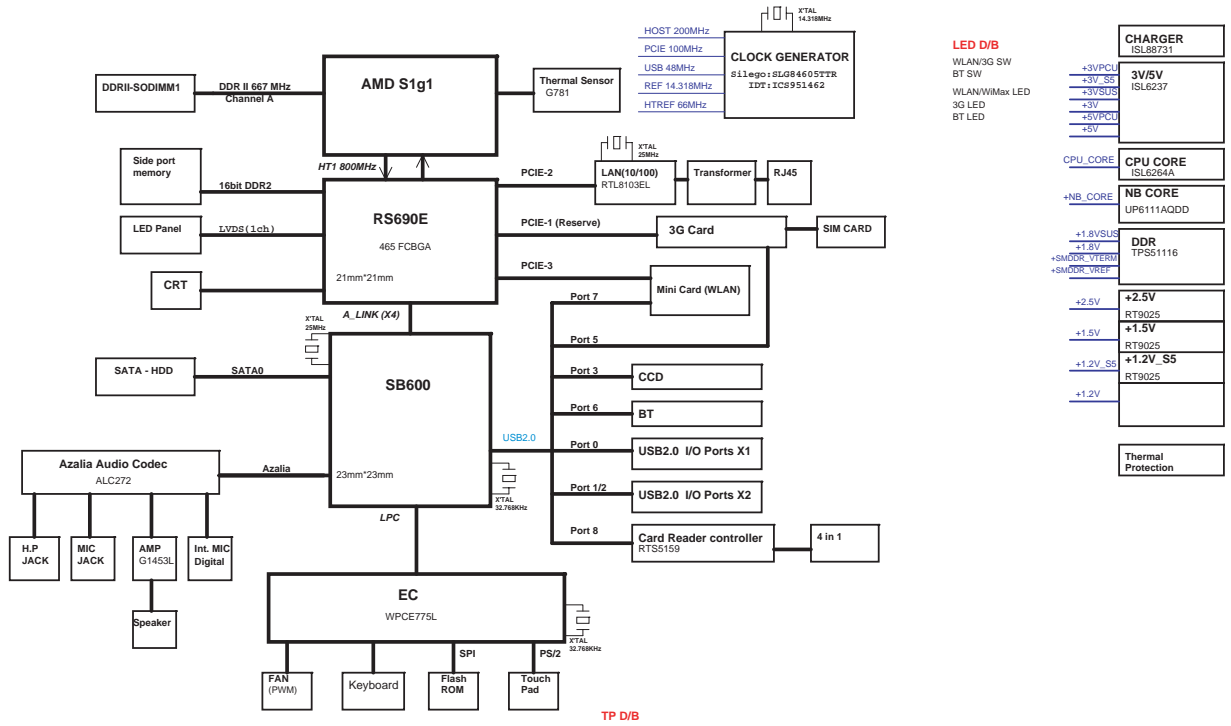 X'TAL
14.318MHz
HOST 200MHz
PCIE 100MHz
USB 48MHz
REF 14.318MHz
HTREF 66MHz
CLOCK GENERATOR
Silego:SLG84605TTR
IDT:ICS951462
LED D/B
WLAN/3G SW
BT SW
WLAN/WiMax LED
3G LED
BT LED
CHARGER
ISL88731
+3VPCU
+3V_S5
+3VSUS
+3V
+5VPCU
+5V
3V/5V
ISL6237
CPU_CORE
CPU CORE
ISL6264A
+NB_CORE
NB CORE
UP6111AQDD
+1.8VSUS
+1.8V
+SMDDR_VTERM
+SMDDR_VREF
DDR
TPS51116
+2.5V
+2.5V
RT9025
+1.5V
+1.5V
RT9025
+1.2V_S5
+1.2V_S5
RT9025
+1.2V
Thermal
Protection
DDRII-SODIMM1
DDR II 667 MHz
Channel A
AMD S1g1
Thermal Sensor
G781
HT1 800MHz
Side port
memory
16bit DDR2
LED Panel
LVDS(1ch)
CRT
RS690E
465 FCBGA
21mm*21mm
PCIE-2
X'TAL
25MHz
LAN(10/100)
RTL8103EL
Transformer
RJ45
PCIE-1 (Reserve)
3G Card
SIM CARD
PCIE-3
Mini Card (WLAN)
Port 7
A_LINK (X4)
X'TAL
25MHz
Port 5
SATA - HDD
SATA0
SB600
Port 3
CCD
Port 6
BT
USB2.0
Port 0
USB2.0 I/O Ports X1
Azalia Audio Codec
ALC272
Azalia
23mm*23mm
X'TAL
32.768KHz
Port 1/2
USB2.0 I/O Ports X2
LPC
Port 8
Card Reader controller
RTS5159
4 in 1
H.P
JACK
MIC
JACK
AMP
G1453L
Int. MIC
Digital
Speaker
EC
WPCE775L
X'TAL
32.768KHz
SPI
PS/2
FAN
(PWM)
Keyboard
Flash
ROM
Touch
Pad
TP D/B